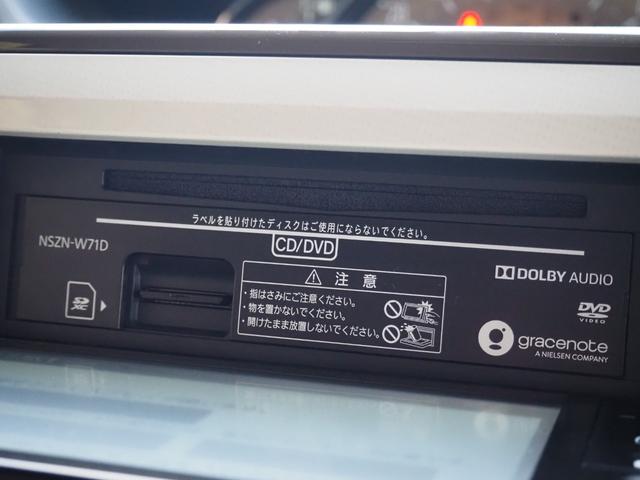 ラベルを貼り付けたディスクはご使用にならないでください。
CD/DVD
NSZN-W71D
注 意
・指はさみにご注意ください。
・物を置かないでください。
・開けたまま放置しないでください。
SD
XC
DOLBY AUDIO
DVD
VIDEO
gracenote
A NIELSEN COMPANY